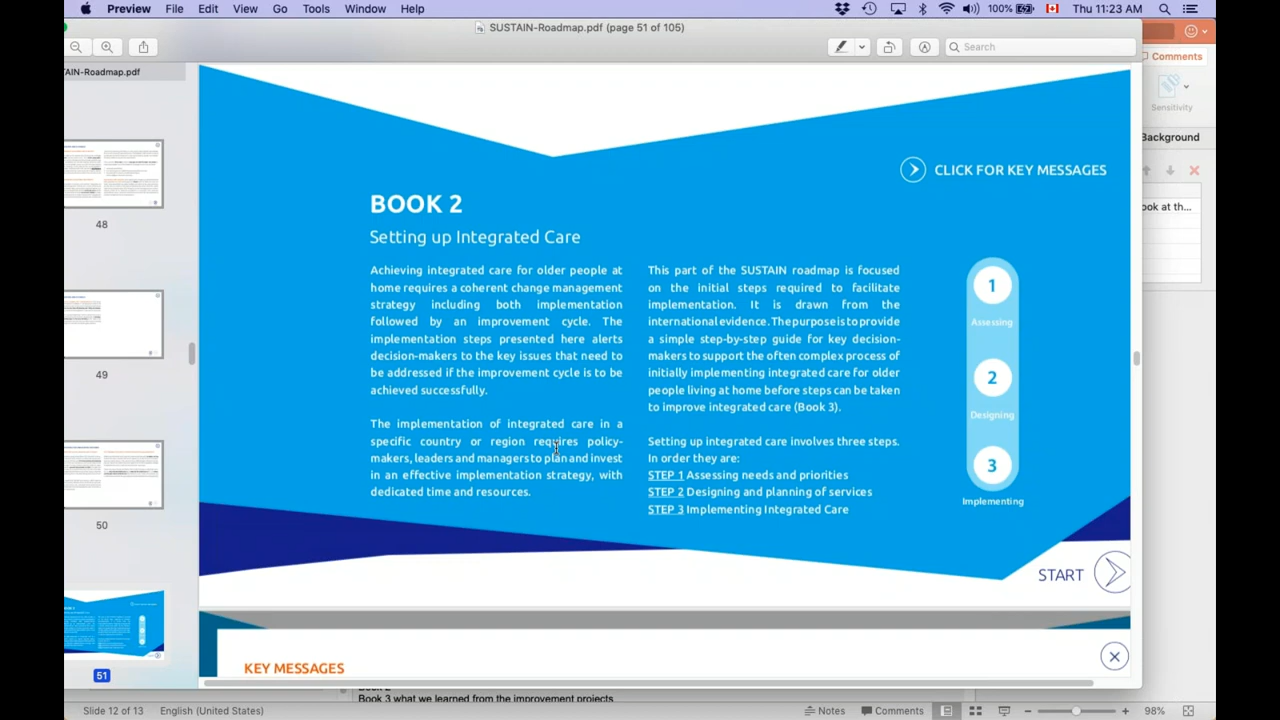 Preview File Edit View Go Tools Window Help 100% Thu 11:23 AM
SUSTAIN-Roadmap.pdf (page 51 of 105)
Search
AIN-Roadmap.pdf
Comments
Sensitivity
Background
ook at th...
48
49
50
51
CLICK FOR KEY MESSAGES
BOOK 2
Setting up Integrated Care
Achieving integrated care for older people at
home requires a coherent change management
strategy including both implementation
followed by an improvement cycle. The
implementation steps presented here alerts
decision-makers to the key issues that need to
be addressed if the improvement cycle is to be
achieved successfully.
The implementation of integrated care in a
specific country or region requires policy-
makers, leaders and managers to plan and invest
in an effective implementation strategy, with
dedicated time and resources.
This part of the SUSTAIN roadmap is focused
on the initial steps required to facilitate
implementation. It is drawn from the
international evidence. The purpose is to provide
a simple step-by-step guide for key decision-
makers to support the often complex process of
initially implementing integrated care for older
people living at home before steps can be taken
to improve integrated care (Book 3).
Setting up integrated care involves three steps.
In order they are:
STEP 1 Assessing needs and priorities
STEP 2 Designing and planning of services
STEP 3 Implementing Integrated Care
1
Assessing
2
Designing
3
Implementing
START
KEY MESSAGES
Book 3 what we learned from the improvement projects
Slide 12 of 13 English (United States) Notes Comments 98%